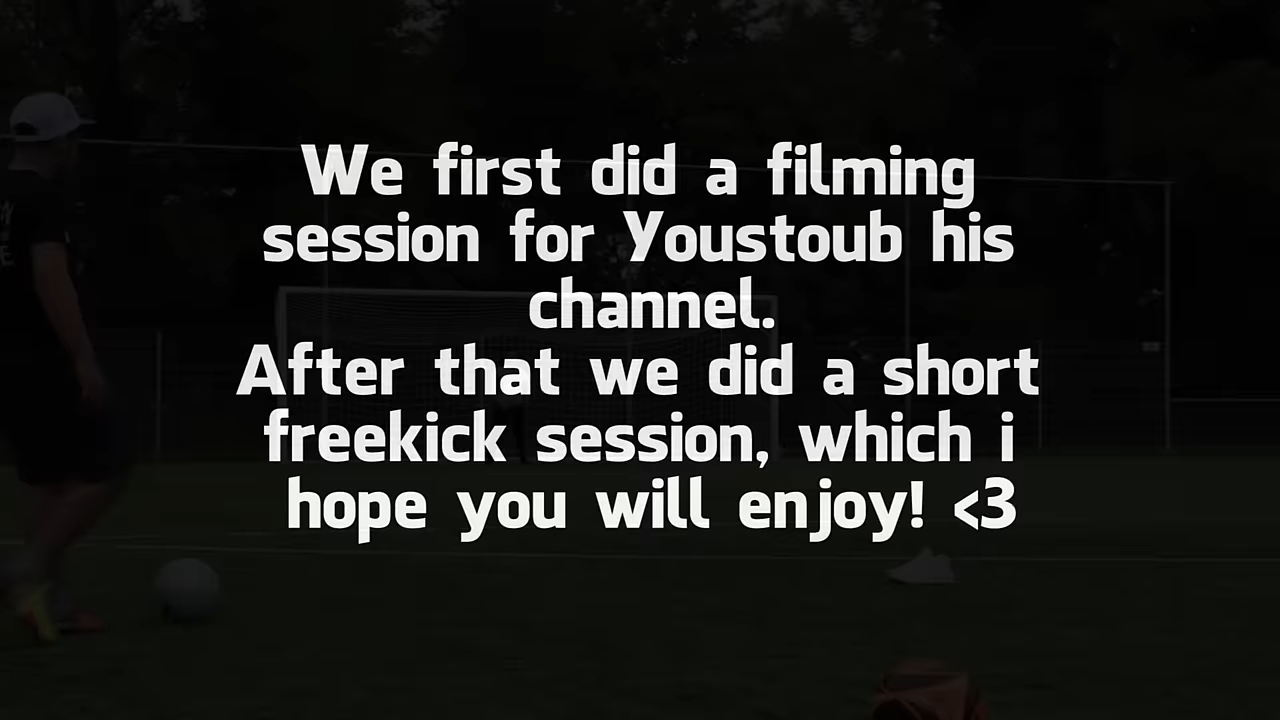 We first did a filming
session for Youstoub his
channel.
After that we did a short
freekick session, which i
hope you will enjoy! <3